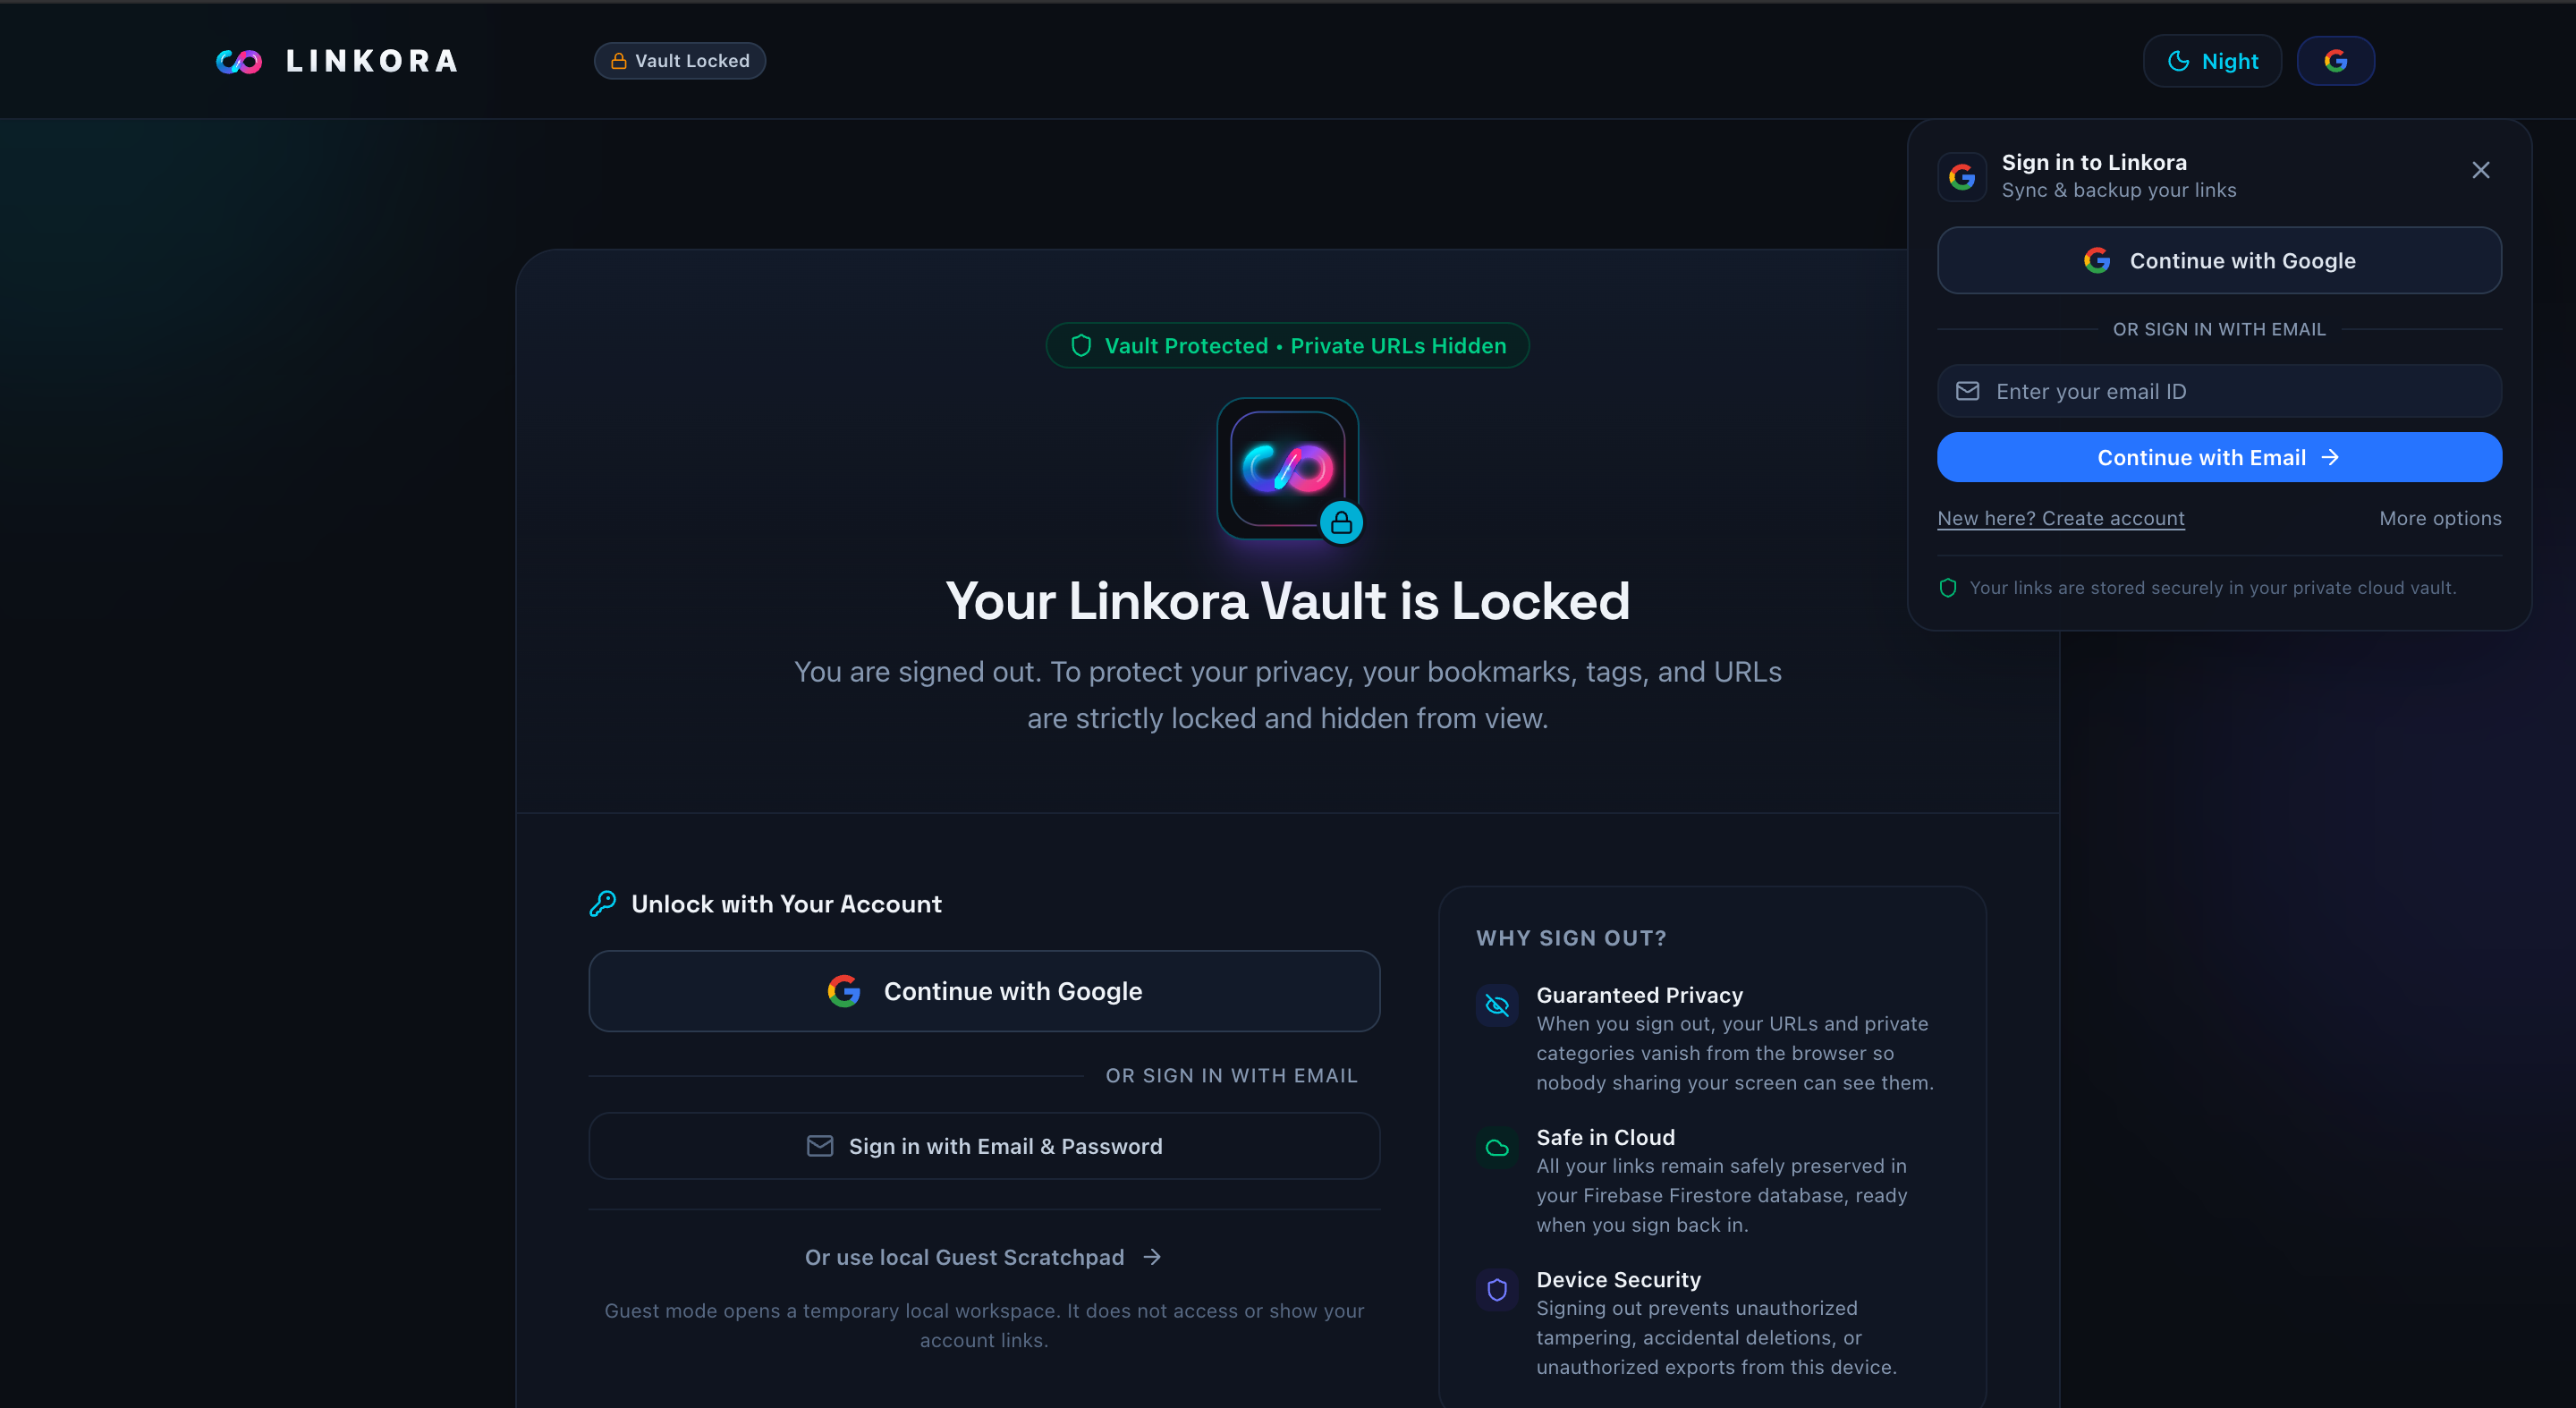 LINKORA
Vault Locked
Night
Sign in to Linkora
Sync & backup your links
Continue with Google
OR SIGN IN WITH EMAIL
Enter your email ID
Continue with Email →
New here? Create account
More options
Your links are stored securely in your private cloud vault.
Vault Protected • Private URLs Hidden
Your Linkora Vault is Locked
You are signed out. To protect your privacy, your bookmarks, tags, and URLs
are strictly locked and hidden from view.
Unlock with Your Account
Continue with Google
OR SIGN IN WITH EMAIL
Sign in with Email & Password
Or use local Guest Scratchpad →
Guest mode opens a temporary local workspace. It does not access or show your
account links.
WHY SIGN OUT?
Guaranteed Privacy
When you sign out, your URLs and private
categories vanish from the browser so
nobody sharing your screen can see them.
Safe in Cloud
All your links remain safely preserved in
your Firebase Firestore database, ready
when you sign back in.
Device Security
Signing out prevents unauthorized
tampering, accidental deletions, or
unauthorized exports from this device.